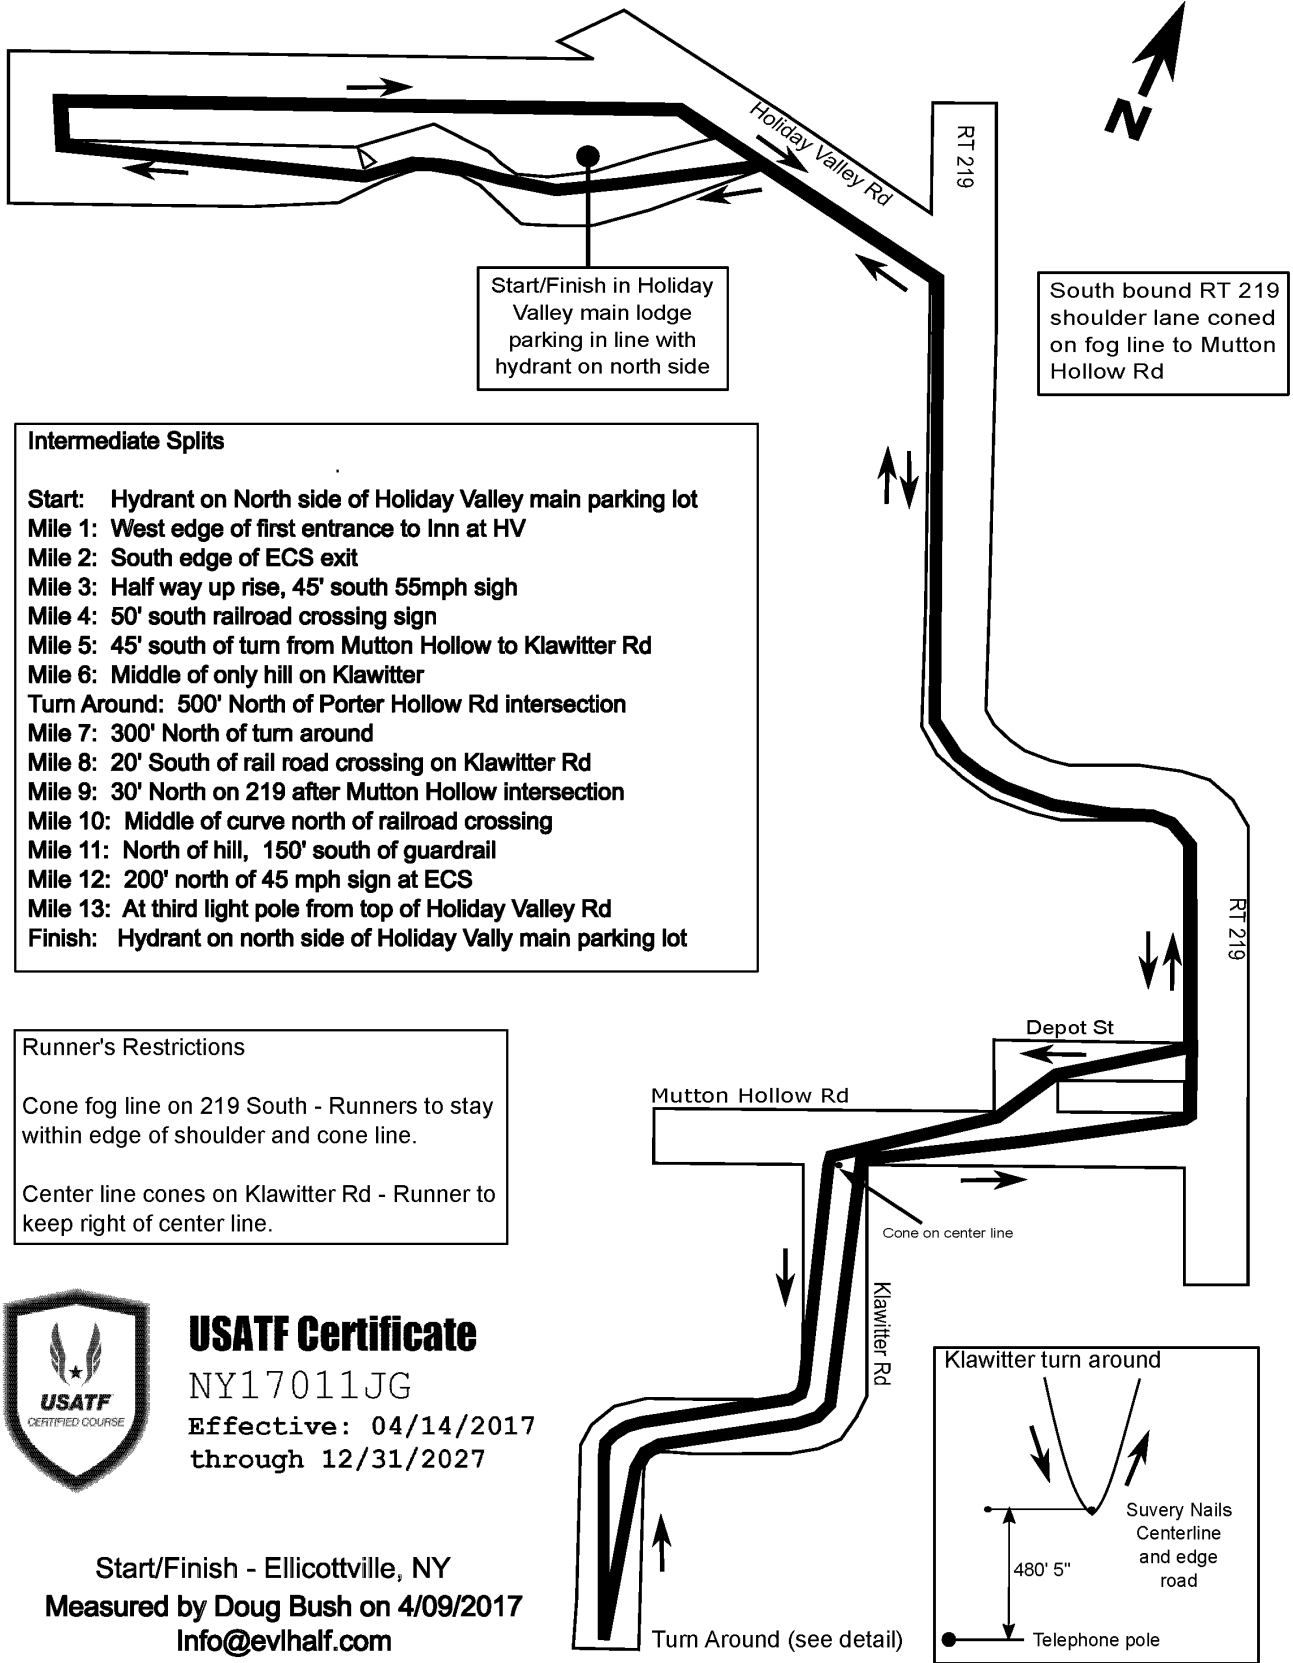 N
Holiday Valley Rd
RT 219
Start/Finish in Holiday
Valley main lodge
parking in line with
hydrant on north side
South bound RT 219
shoulder lane coned
on fog line to Mutton
Hollow Rd
Intermediate Splits
Start: Hydrant on North side of Holiday Valley main parking lot
Mile 1: West edge of first entrance to Inn at HV
Mile 2: South edge of ECS exit
Mile 3: Half way up rise, 45' south 55mph sigh
Mile 4: 50' south railroad crossing sign
Mile 5: 45' south of turn from Mutton Hollow to Klawitter Rd
Mile 6: Middle of only hill on Klawitter
Turn Around: 500' North of Porter Hollow Rd intersection
Mile 7: 300' North of turn around
Mile 8: 20' South of rail road crossing on Klawitter Rd
Mile 9: 30' North on 219 after Mutton Hollow intersection
Mile 10: Middle of curve north of railroad crossing
Mile 11: North of hill, 150' south of guardrail
Mile 12: 200' north of 45 mph sign at ECS
Mile 13: At third light pole from top of Holiday Valley Rd
Finish: Hydrant on north side of Holiday Vally main parking lot
RT 219
Depot St
Mutton Hollow Rd
Cone on center line
Klawitter Rd
Runner's Restrictions
Cone fog line on 219 South - Runners to stay
within edge of shoulder and cone line.
Center line cones on Klawitter Rd - Runner to
keep right of center line.
USATF
CERTIFIED COURSE
USATF Certificate
NY17011JG
Effective: 04/14/2017
through 12/31/2027
Start/Finish - Ellicottville, NY
Measured by Doug Bush on 4/09/2017
Info@evlhalf.com
Turn Around (see detail)
Klawitter turn around
Suvery Nails
Centerline
and edge
road
480' 5"
Telephone pole